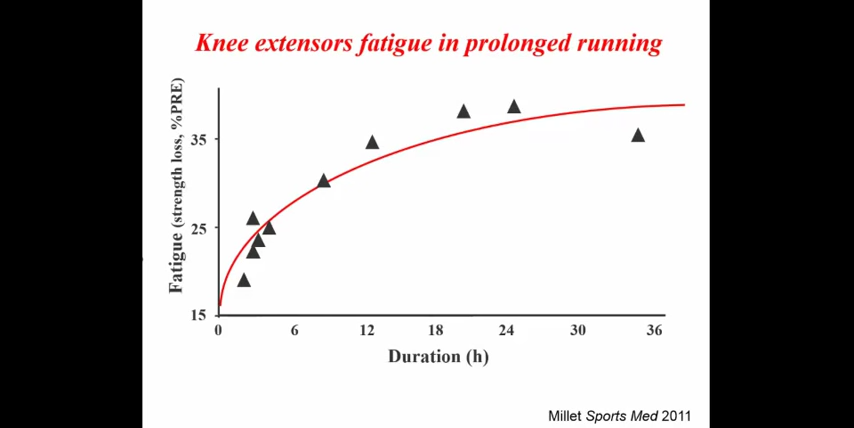 Knee extensors fatigue in prolonged running
Fatigue (strength loss, %PRE)
35
25
15
0 6 12 18 24 30 36
Duration (h)
Millet Sports Med 2011